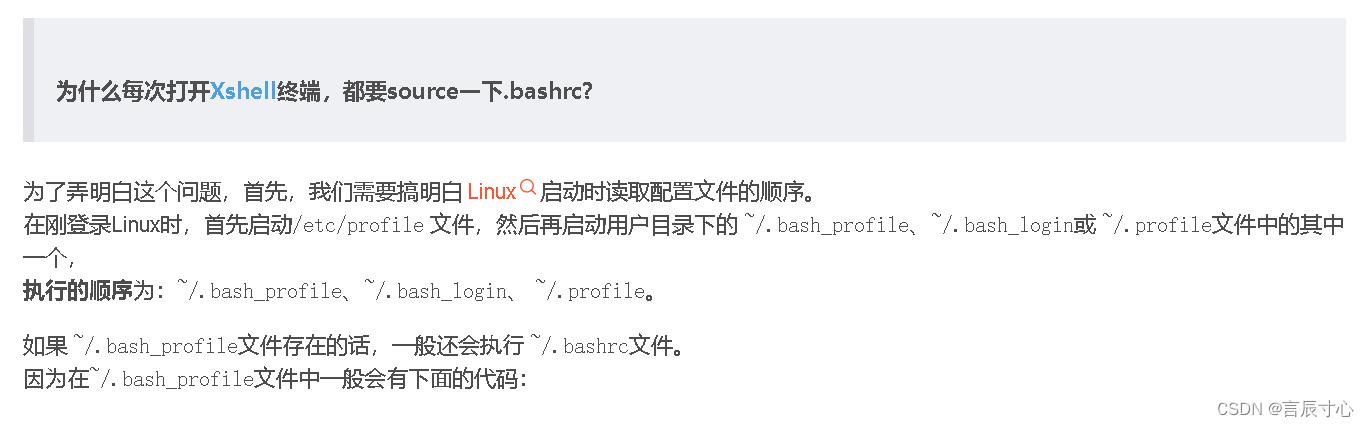 为什么每次打开Xshell终端，都要source一下.bashrc?
为了弄明白这个问题，首先，我们需要搞明白 Linux 启动时读取配置文件的顺序。
在刚登录Linux时，首先启动/etc/profile 文件，然后再启动用户目录下的 ~/.bash_profile、~/.bash_login或 ~/.profile文件中的其中
一个，
执行的顺序为：~/.bash_profile、~/.bash_login、 ~/.profile。
如果 ~/.bash_profile文件存在的话，一般还会执行 ~/.bashrc文件。
因为在~/.bash_profile文件中一般会有下面的代码：
CSDN @言辰寸心